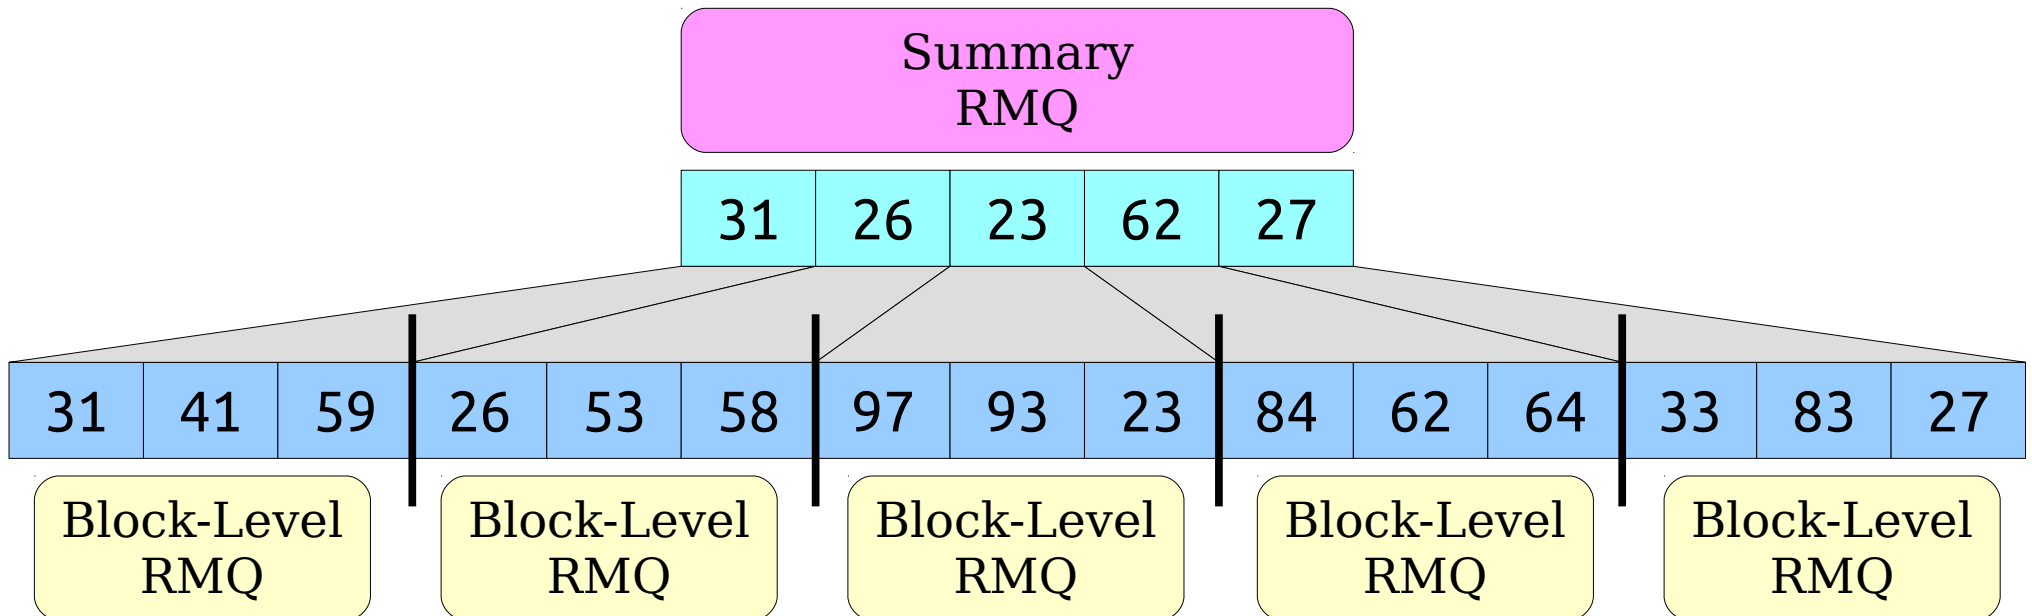 Summary
RMQ
31 26 23 62 27
31 41 59 26 53 58 97 93 23 84 62 64 33 83 27
Block-Level Block-Level Block-Level Block-Level Block-Level
RMQ RMQ RMQ RMQ RMQ